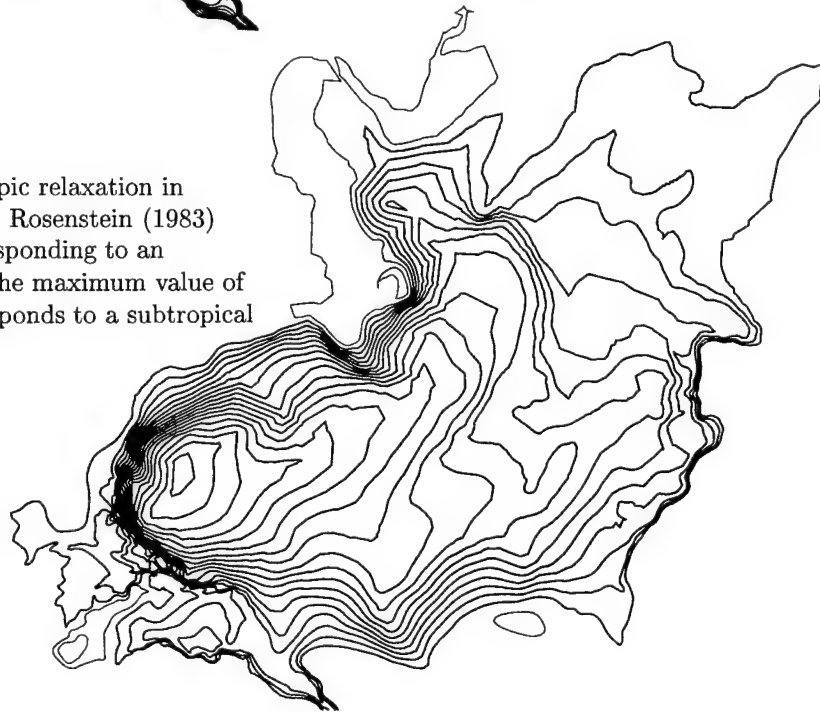 pic relaxation in
Rosenstein (1983)
sponding to an
he maximum value of
ponds to a subtropical